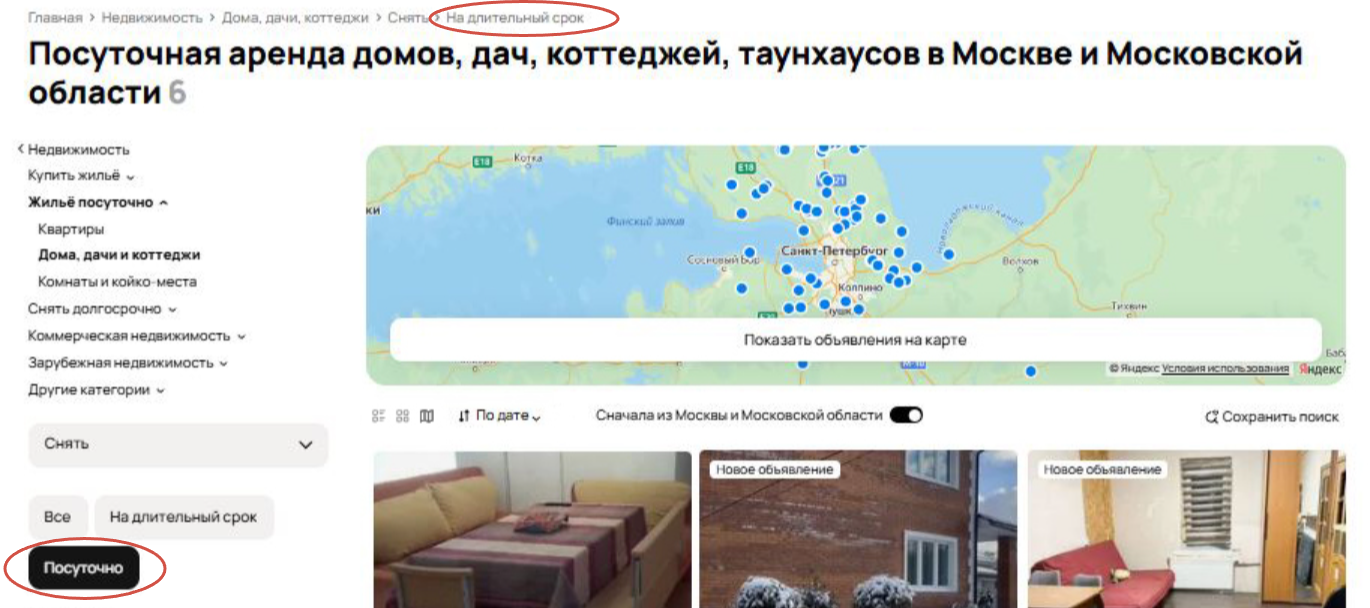 Главная > Недвижимость > Дома, дачи, коттеджи > Снять > На длительный срок
Посуточная аренда домов, дач, коттеджей, таунхаусов в Москве и Московской
области 6
< Недвижимость
Купить жильё
Жильё посуточно
Квартиры
Дома, дачи и коттеджи
Комнаты и койко-места
Снять долгосрочно
Коммерческая недвижимость
Зарубежная недвижимость
Другие категории
Снять
Все
На длительный срок
Посуточно
E18
Котка
E18
ки
Финский залив
Санкт-Петербург
Сосновый Бор
Колпино
Волхов
Тихвин
Показать объявления на карте
© Яндекс Условия использования Яндекс
По дате
Сначала из Москвы и Московской области
Сохранить поиск
Новое объявление
Новое объявление